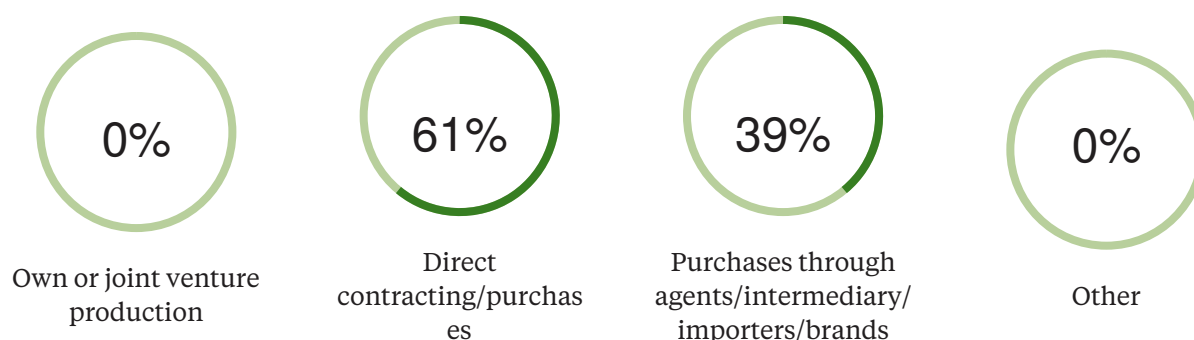 0%
Own or joint venture
production
61%
Direct
contracting/purchas
es
39%
Purchases through
agents/intermediary/
importers/brands
0%
Other